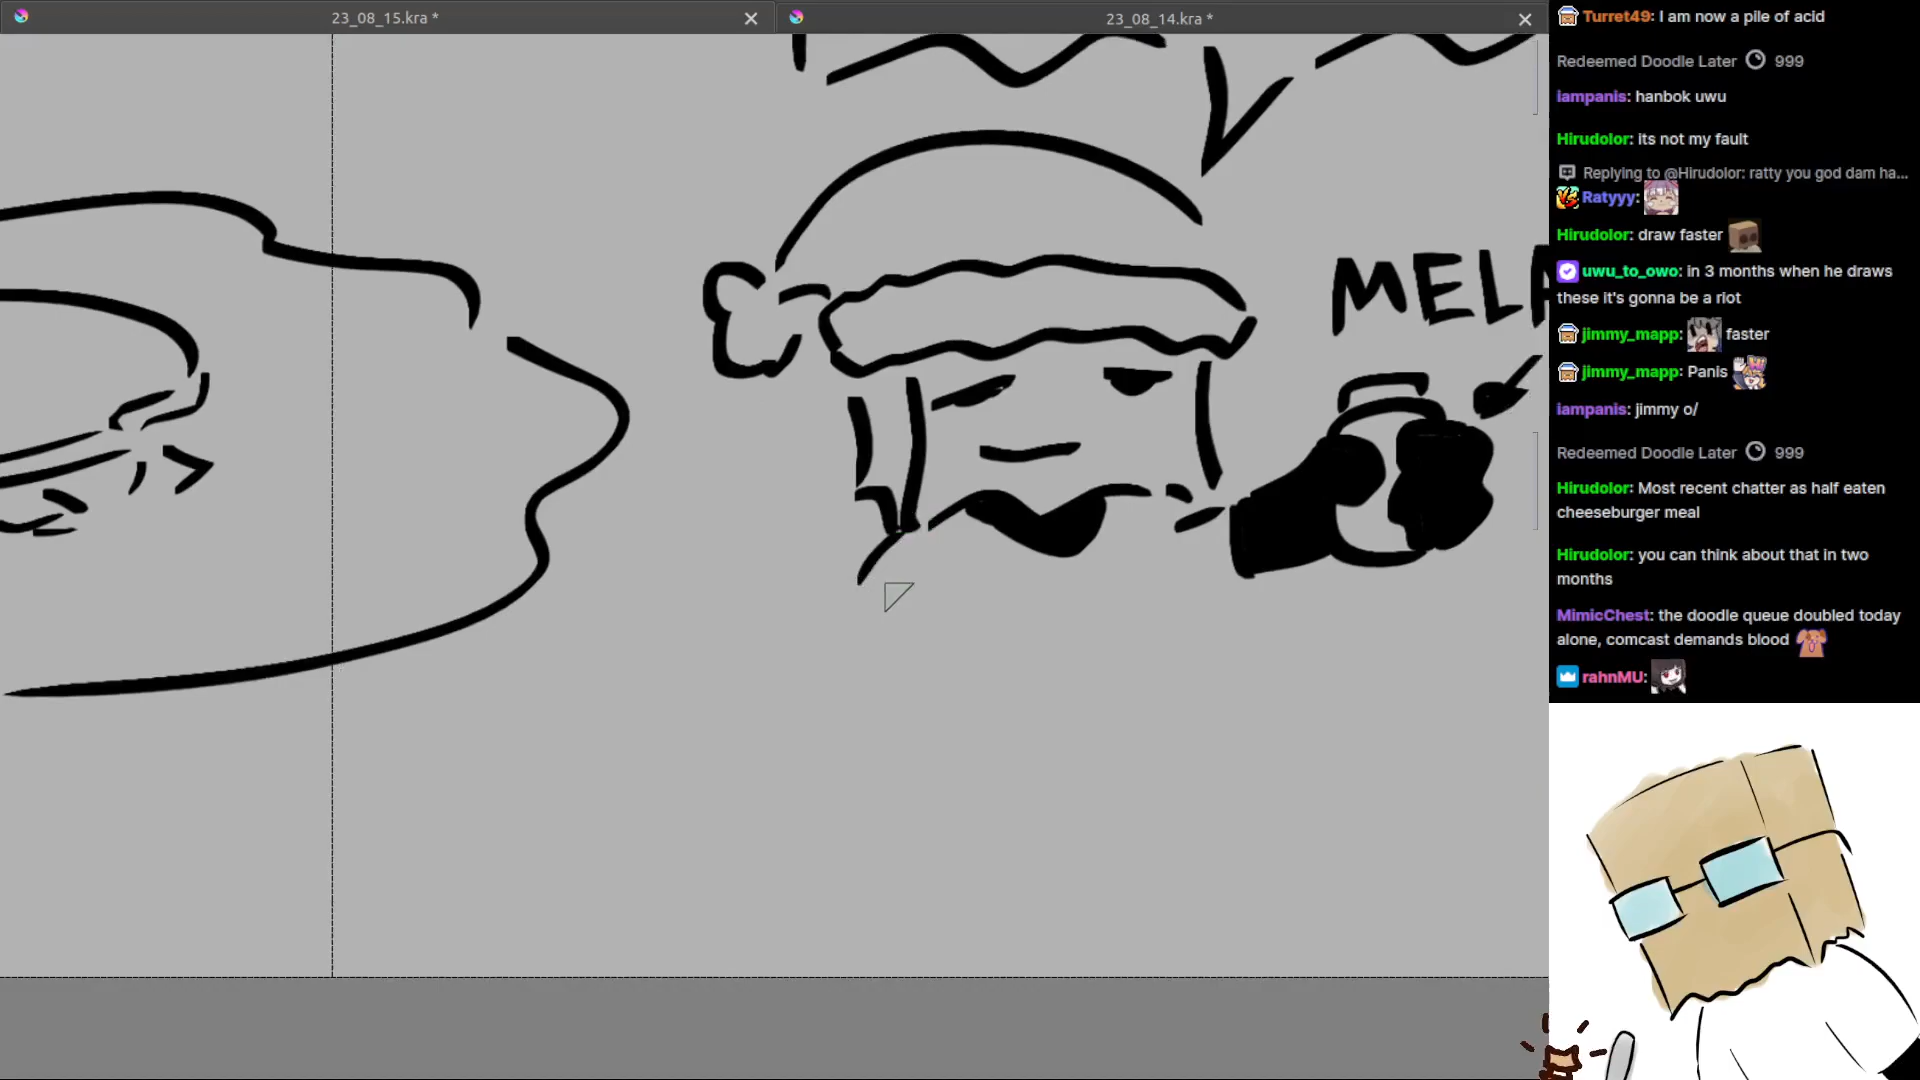 23_08_15.kra *
23_08_14.kra *
MELA
Turret49: I am now a pile of acid
Redeemed Doodle Later 999
iampanis: hanbok uwu
Hirudolor: its not my fault
Replying to @Hirudolor: ratty you god dam ha...
Ratyyy:
Hirudolor: draw faster
uwu_to_owo: in 3 months when he draws
these it's gonna be a riot
jimmy_mapp: faster
jimmy_mapp: Panis
iampanis: jimmy o/
Redeemed Doodle Later 999
Hirudolor: Most recent chatter as half eaten
cheeseburger meal
Hirudolor: you can think about that in two
months
MimicChest: the doodle queue doubled today
alone, comcast demands blood
rahnMU: